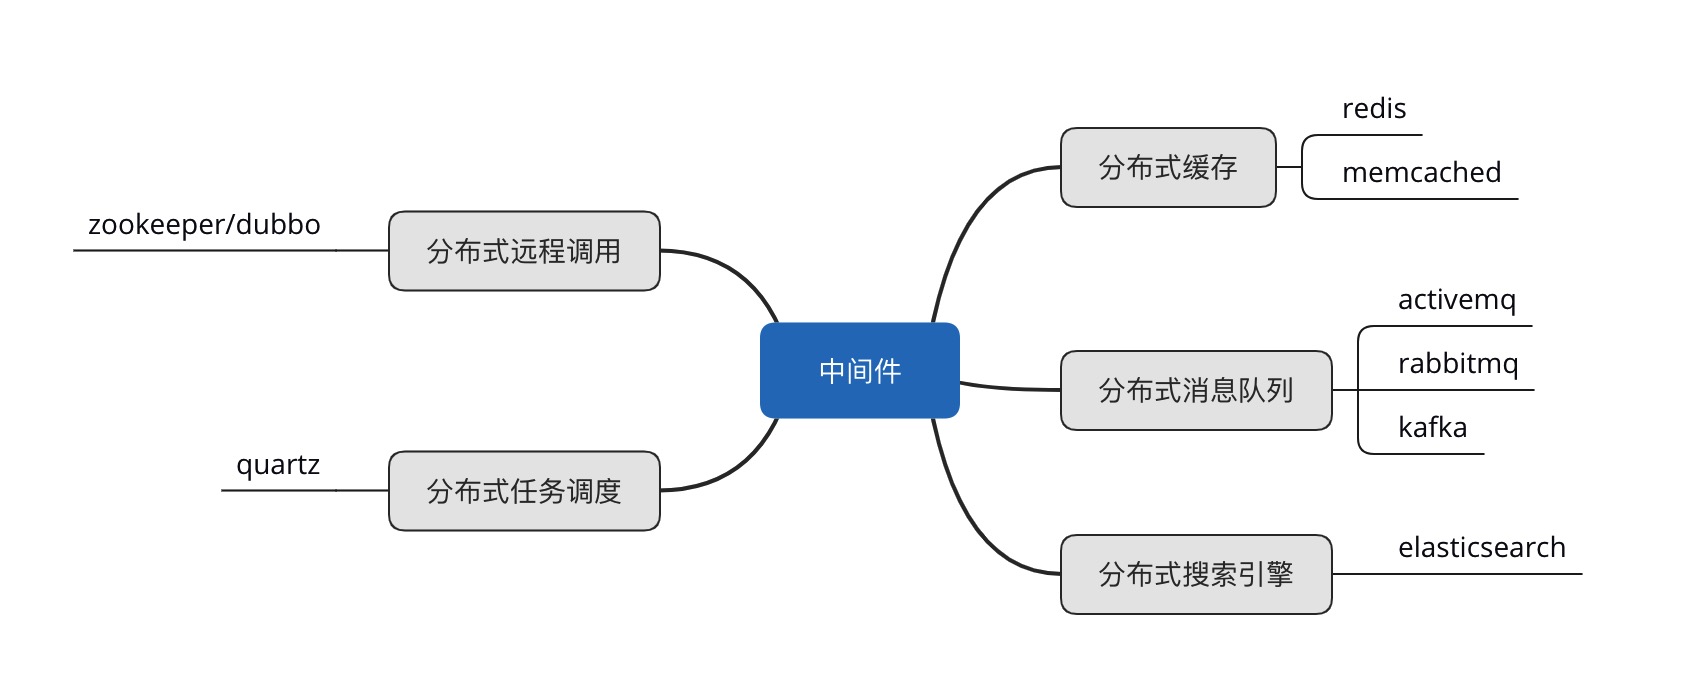 中间件
分布式缓存
redis
memcached
分布式消息队列
activemq
rabbitmq
kafka
分布式搜索引擎
elasticsearch
分布式远程调用
zookeeper/dubbo
分布式任务调度
quartz